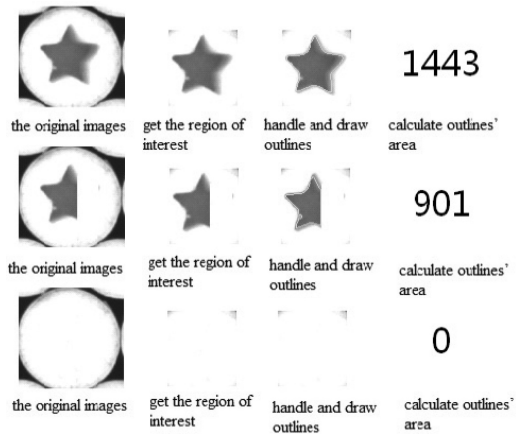 1443
the original images
get the region of
interest
handle and draw
outlines
calculate outlines'
area
901
the original images
get the region of
interest
handle and draw
outlines
calculate outlines'
area
0
the original images
get the region of
interest
handle and draw
outlines
calculate outlines'
area